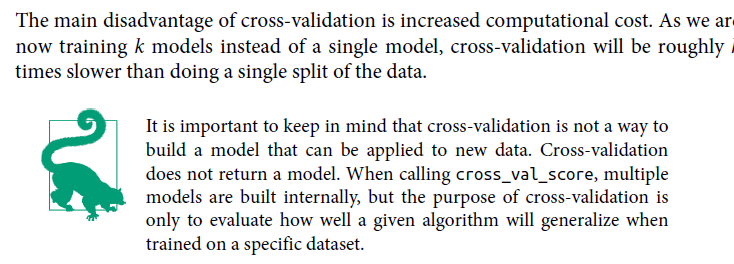 The main disadvantage of cross-validation is increased computational cost. As we are
now training k models instead of a single model, cross-validation will be roughly
times slower than doing a single split of the data.
It is important to keep in mind that cross-validation is not a way to
build a model that can be applied to new data. Cross-validation
does not return a model. When calling cross_val_score, multiple
models are built internally, but the purpose of cross-validation is
only to evaluate how well a given algorithm will generalize when
trained on a specific dataset.